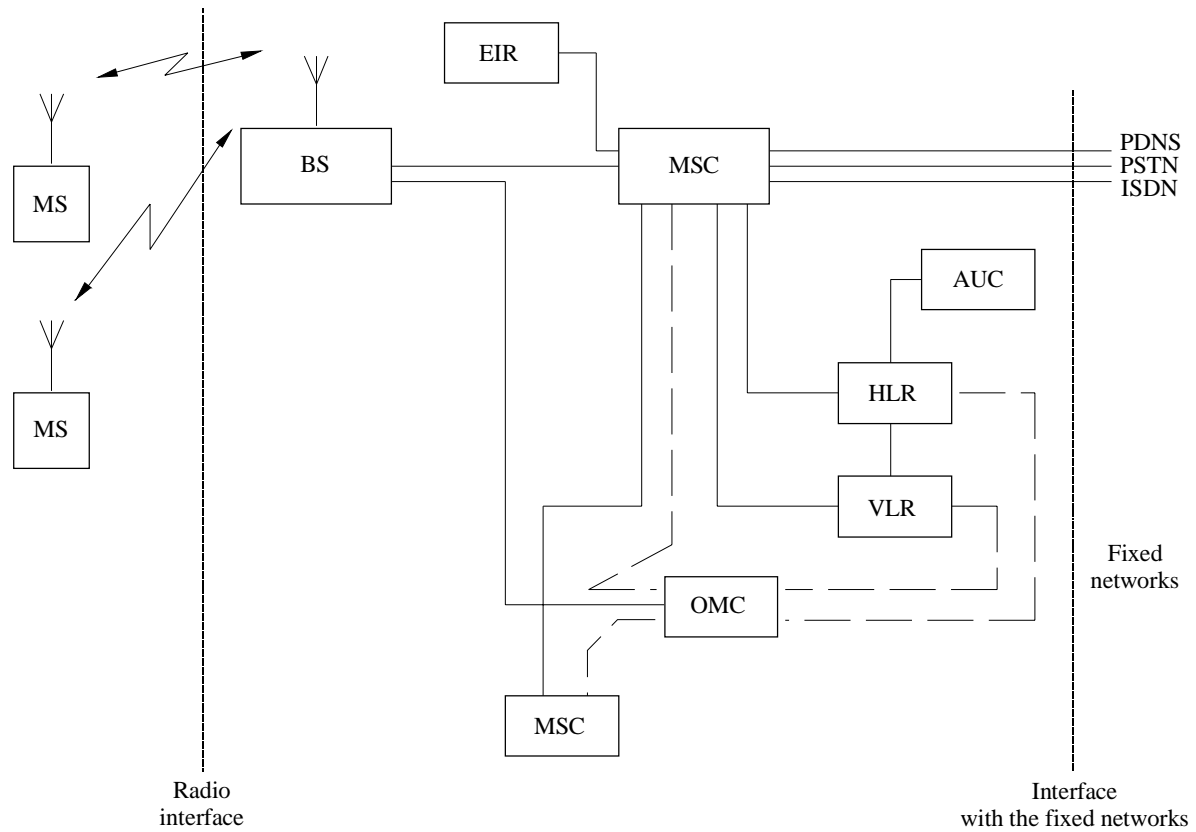 EIR
BS
MSC
PDNS
PSTN
ISDN
MS
AUC
HLR
MS
VLR
Fixed
networks
OMC
MSC
Radio
interface
Interface
with the fixed networks